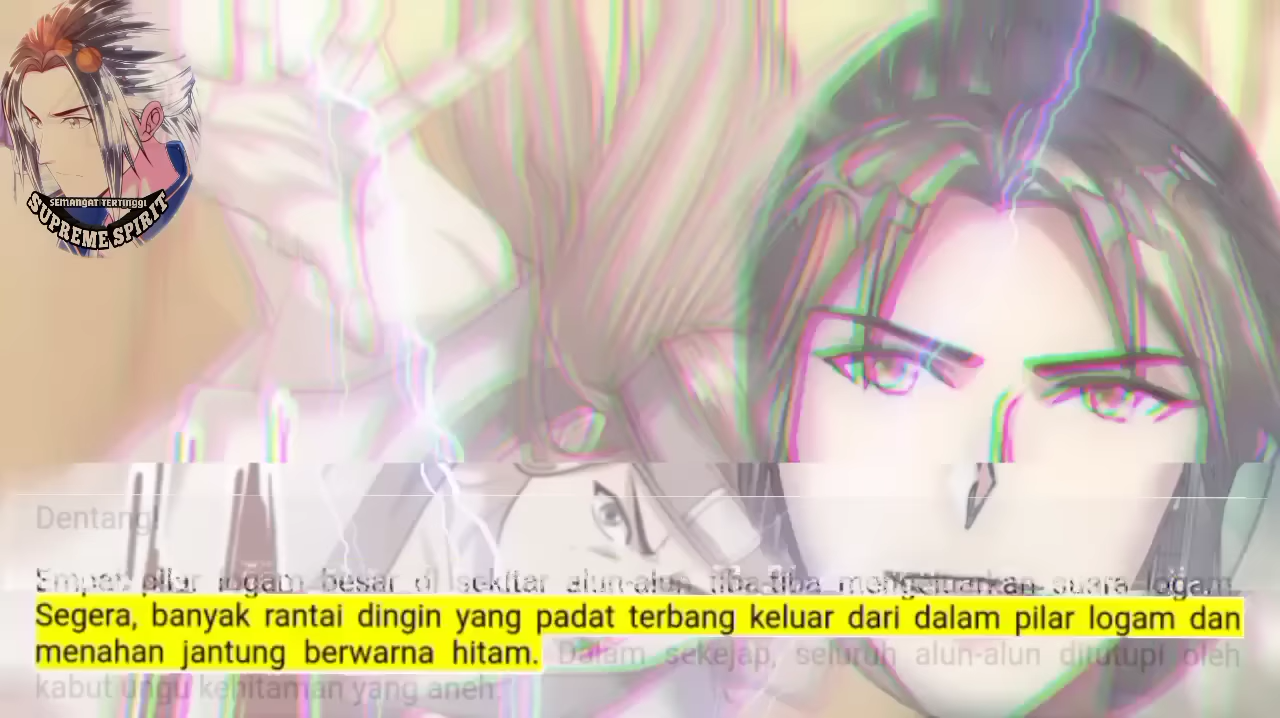 SEMANGAT TERTINGGI
SUPREME SPIRIT
Dentang!
Empat pilar logam besar di sekitar alun-alun tiba-tiba mengeluarkan suara logam.
Segera, banyak rantai dingin yang padat terbang keluar dari dalam pilar logam dan
menahan jantung berwarna hitam. Dalam sekejap, seluruh alun-alun ditutupi oleh
kabut ungu kehitaman yang aneh.